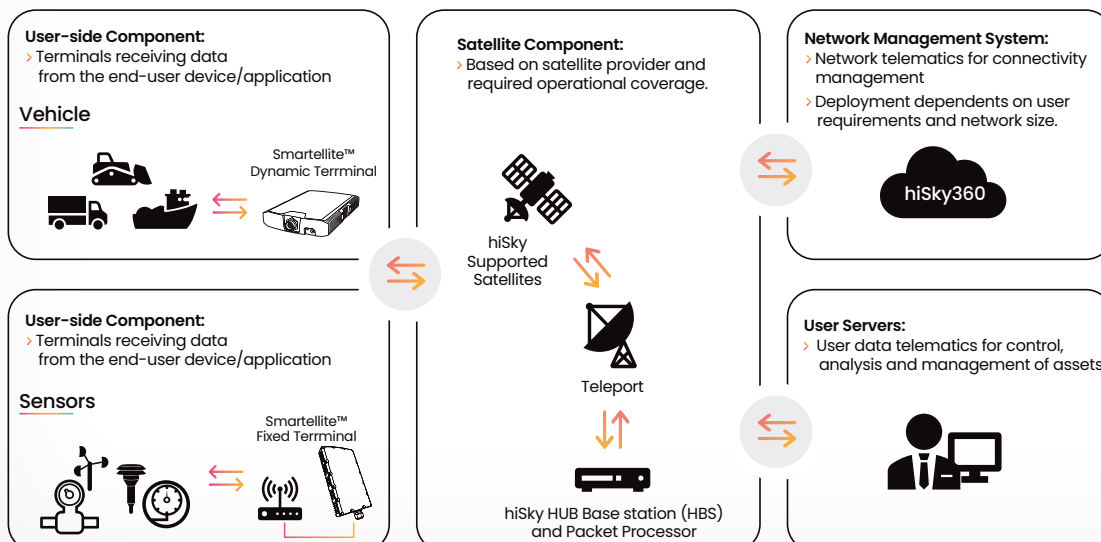 User-side Component:
› Terminals receiving data
from the end-user device/application
Vehicle
Smartellite™
Dynamic Terrminal
User-side Component:
› Terminals receiving data
from the end-user device/application
Sensors
Smartellite™
Fixed Terrminal
Satellite Component:
› Based on satellite provider and
required operational coverage.
hiSky
Supported
Satellites
Teleport
hiSky HUB Base station (HBS)
and Packet Processor
Network Management System:
› Network telematics for connectivity
management
› Deployment dependents on user
requirements and network size.
hiSky360
User Servers:
› User data telematics for control,
analysis and management of assets